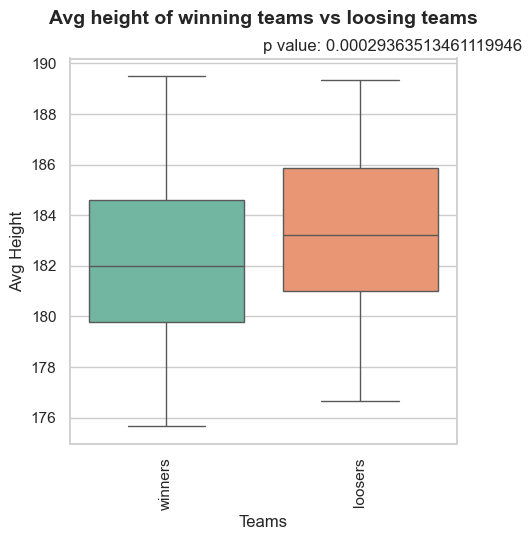 Avg height of winning teams vs loosing teams
p value: 0.00029363513461119946
190
188
186
184
182
180
178
176
Avg Height
winners
loosers
Teams